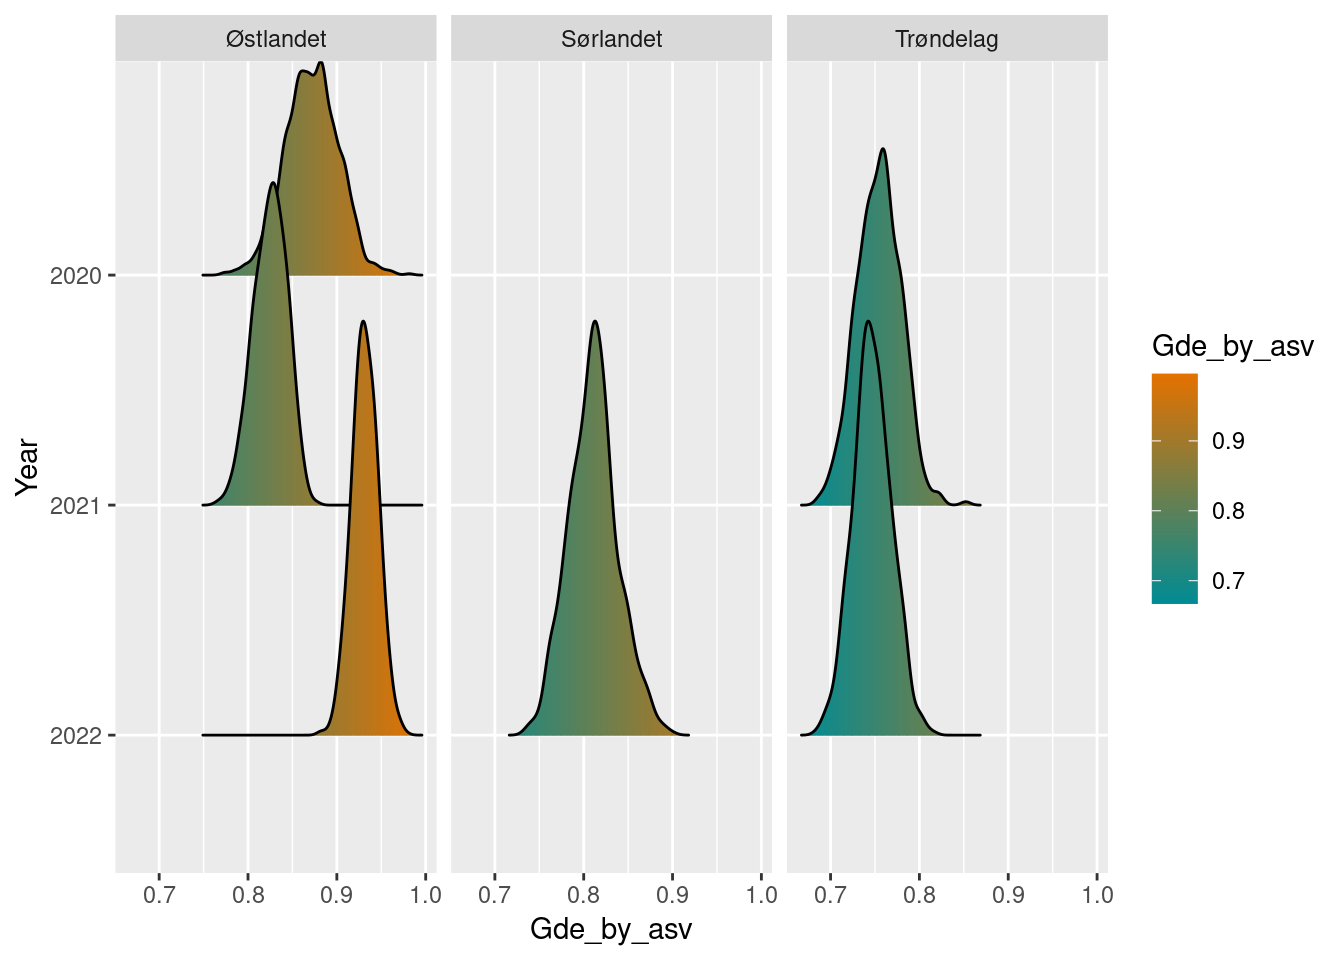 Østlandet Sørlandet Trøndelag
2020
2021
2022
Year
0.7 0.8 0.9 1.0 0.7 0.8 0.9 1.0 0.7 0.8 0.9 1.0
Gde_by_asv
Gde_by_asv
0.9
0.8
0.7